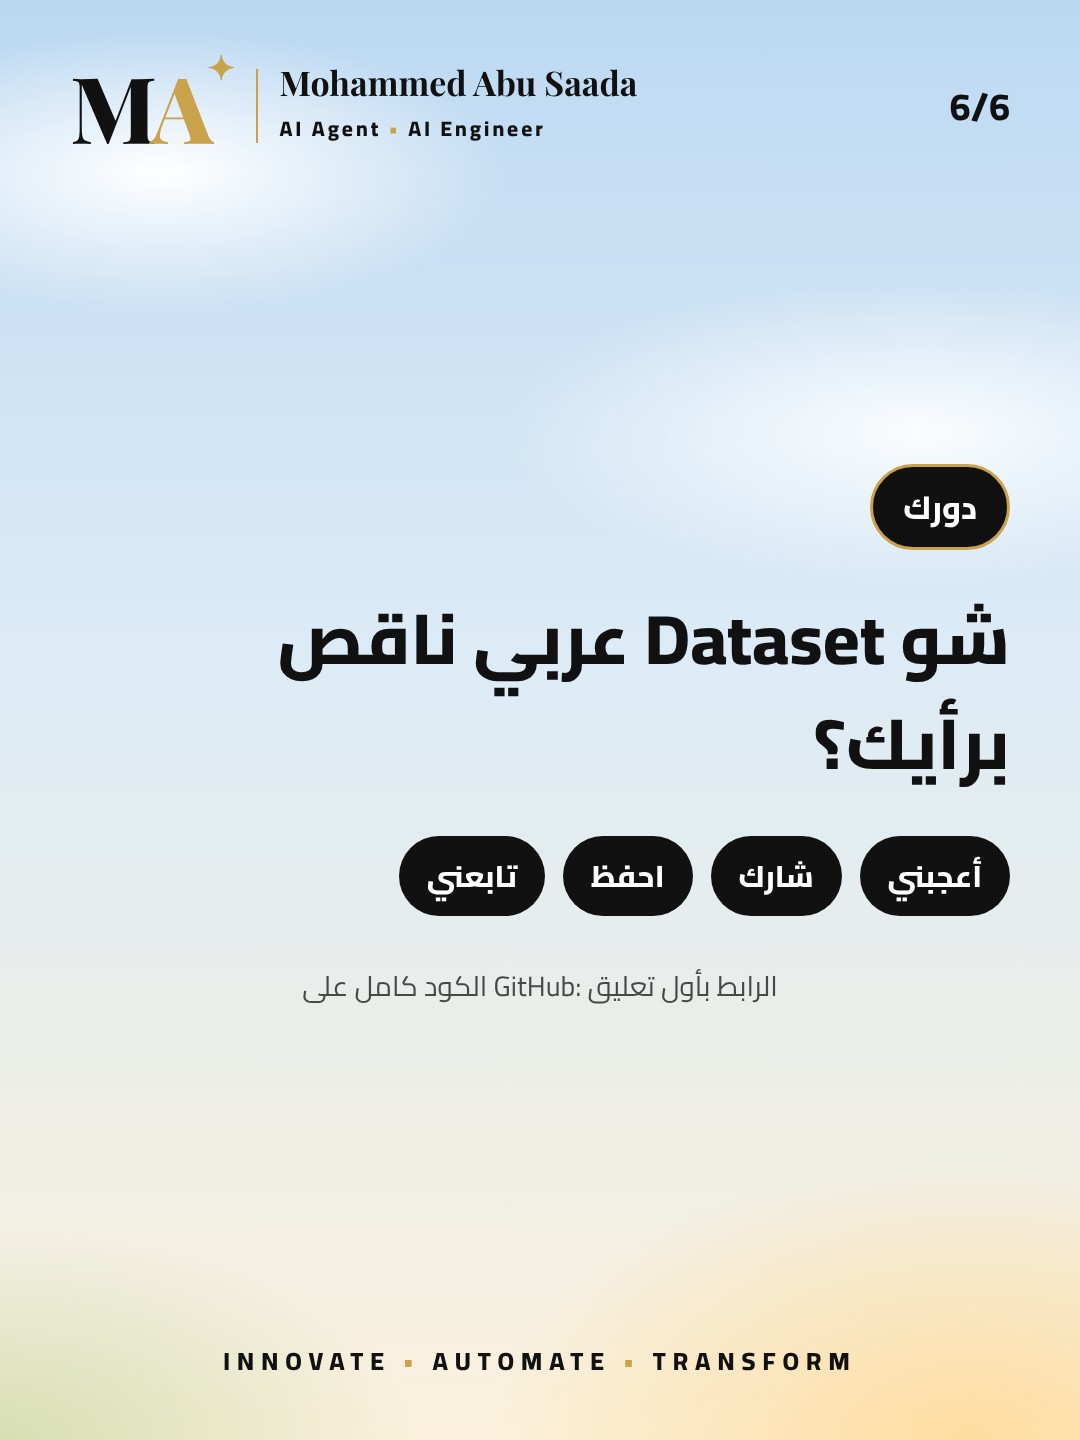 MA
Mohammed Abu Saada
AI Agent ▪ AI Engineer
6/6
دورك
شو Dataset عربي ناقص
برأيك؟
أعجبني
شارك
احفظ
تابعني
الكود كامل على GitHub: الرابط بأول تعليق
INNOVATE ▪ AUTOMATE ▪ TRANSFORM